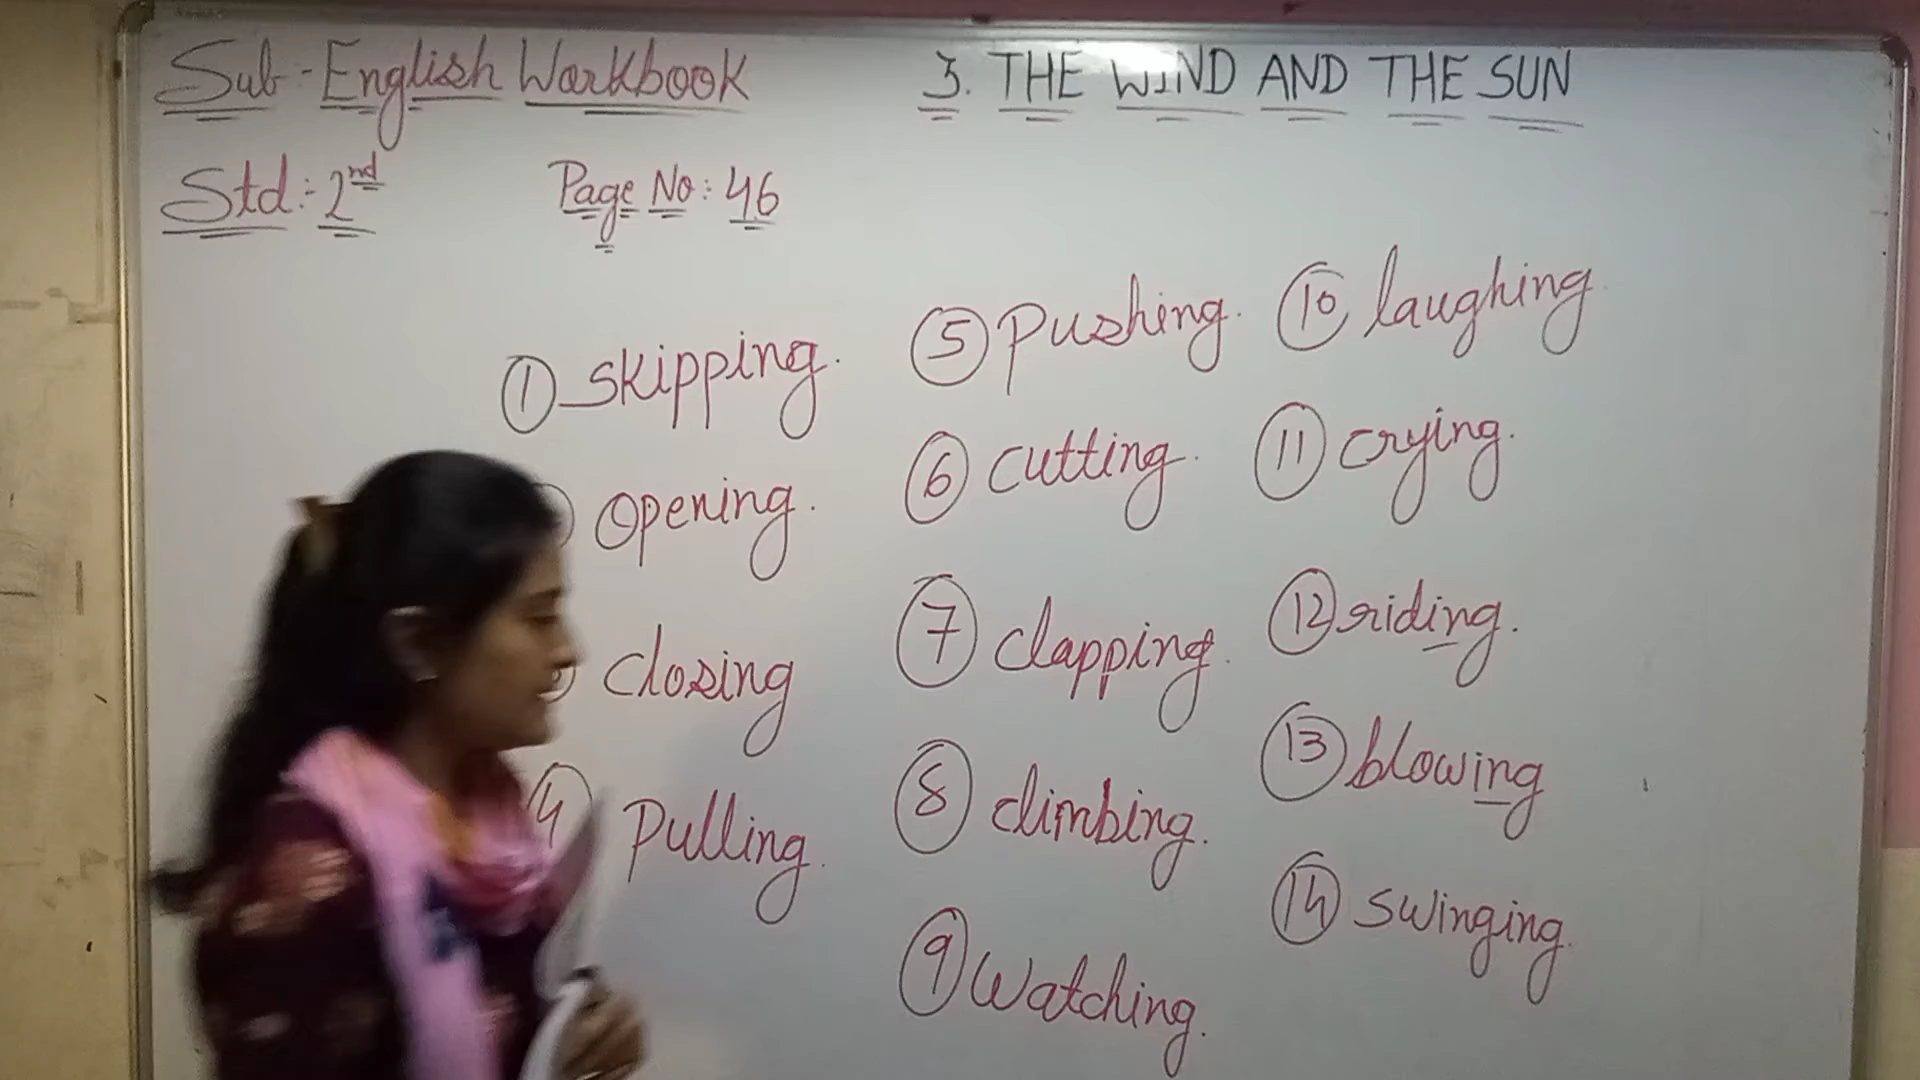 Sub - English Workbook
3. THE WIND AND THE SUN
Std :- 2nd
Page No : 46
1 skipping.
opening.
closing
4 Pulling.
5 Pushing.
6 cutting.
7 clapping.
8 climbing.
9 Watching.
10 laughing.
11 crying.
12 riding.
13 blowing
14 swinging.